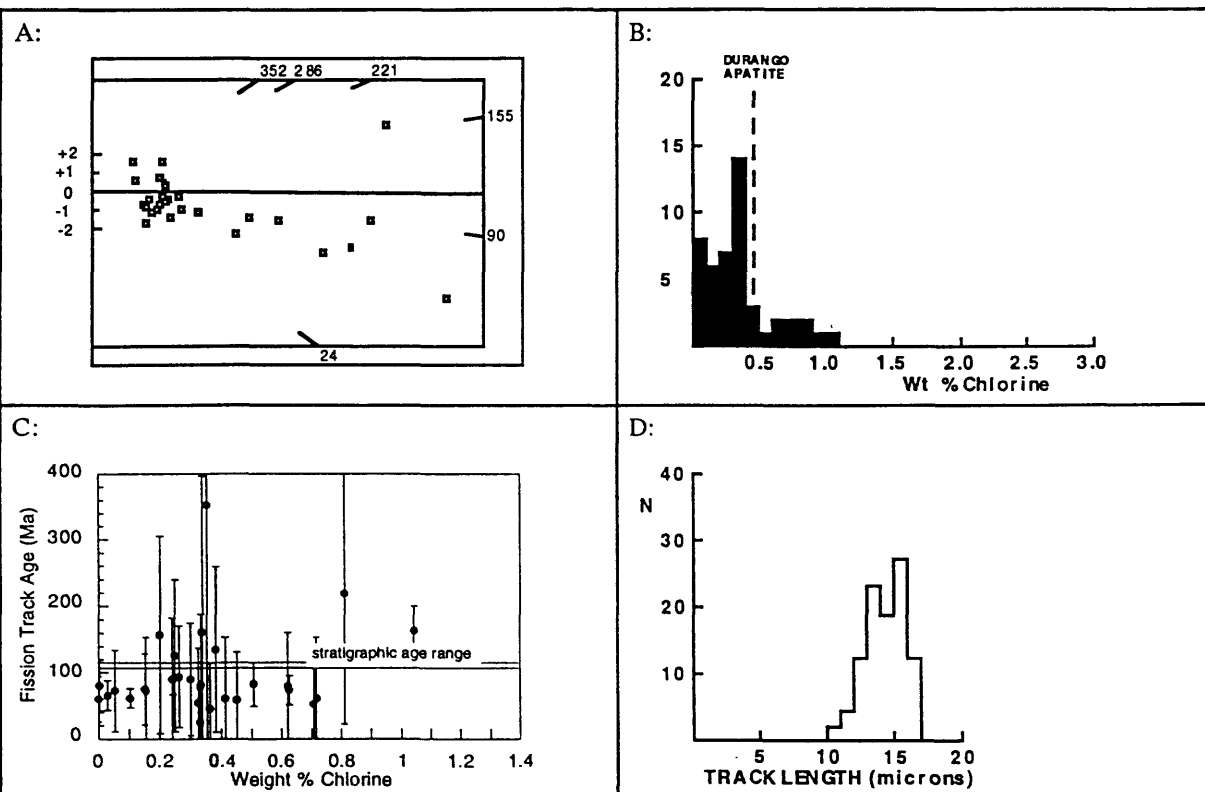 A:
352 286 221
155
+2
+1
0
-1
-2
90
24
B:
DURANGO
APATITE
20
15
10
5
0.5 1.0 1.5 2.0 2.5 3.0
Wt %Chlorine
C:
400
300
200
100
0
Fission Track Age (Ma)
stratigraphic age range
0 0.2 0.4 0.6 0.8 1 1.2 1.4
Weight % Chlorine
D:
40
N
30
20
10
5 10 15 20
TRACK LENGTH (microns)